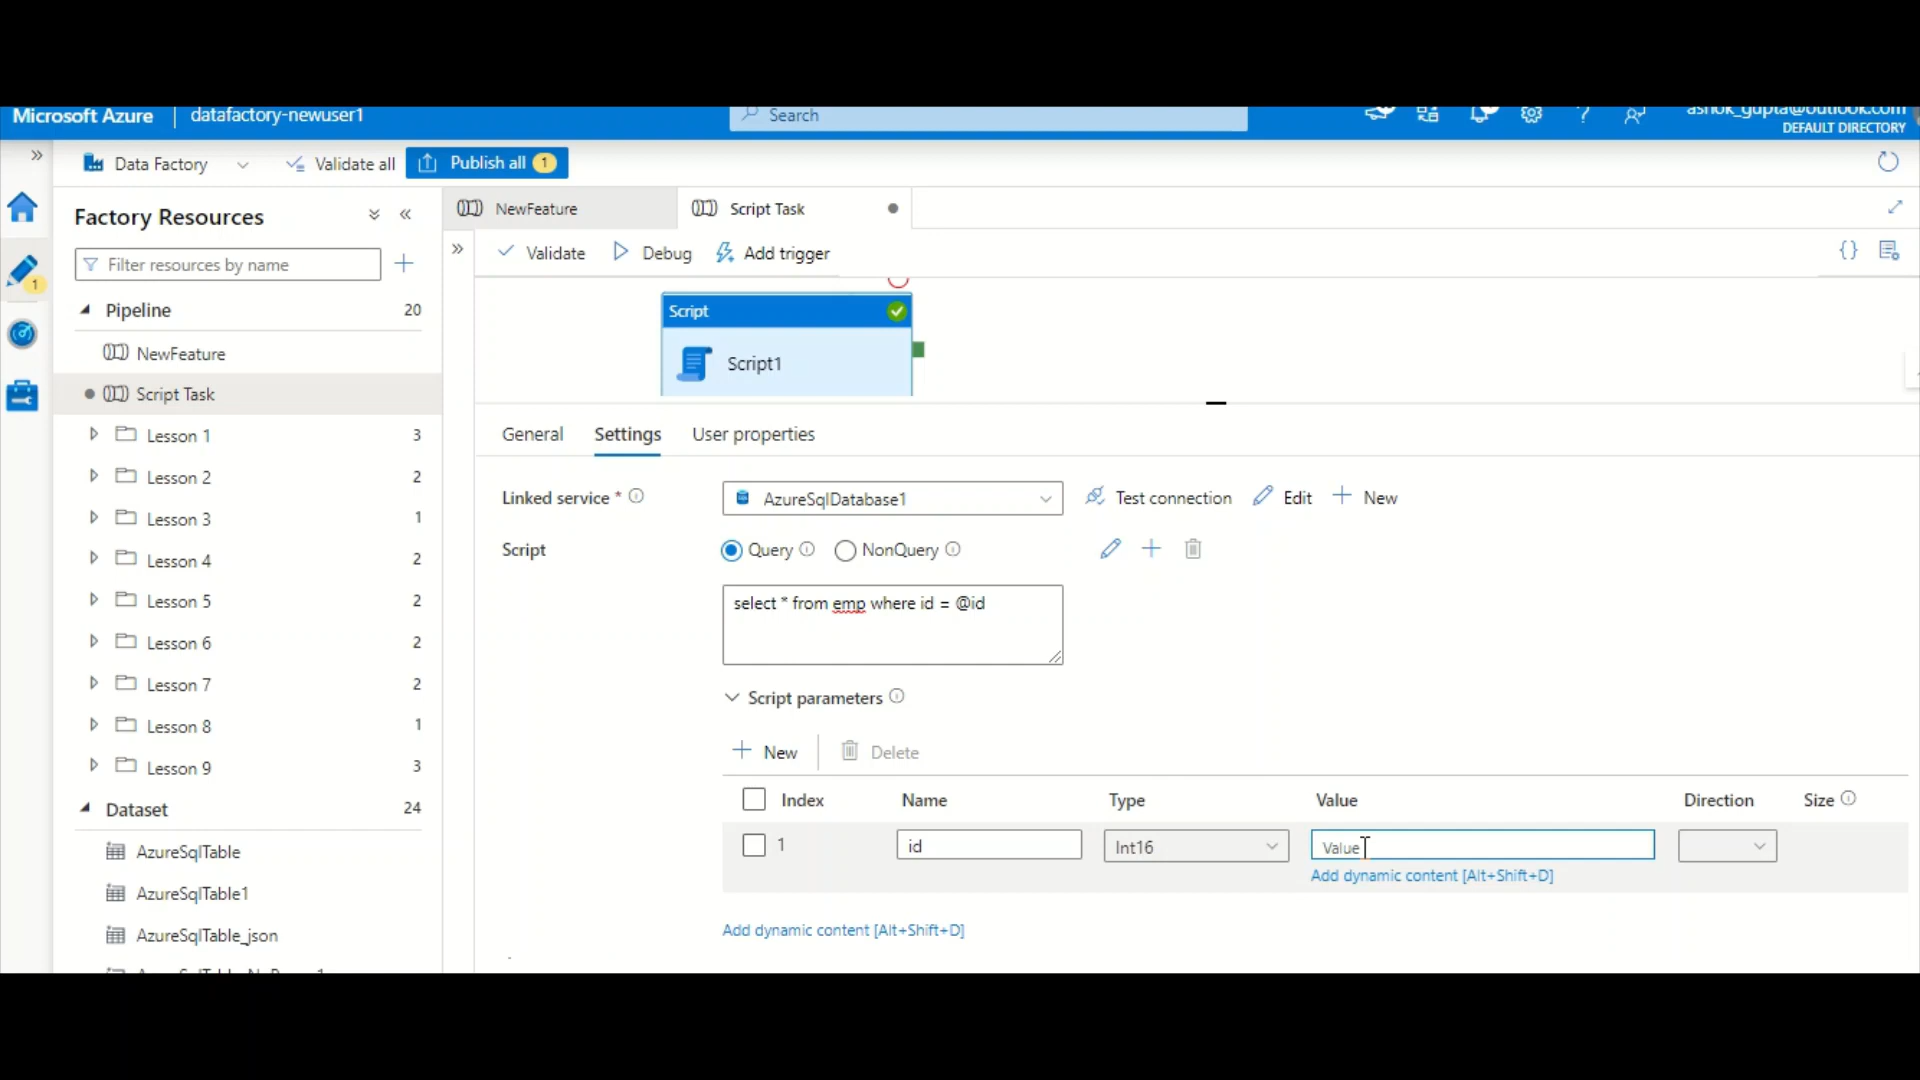 Microsoft Azure
datafactory-newuser1
Search
ashok_gupta@outlook.com
DEFAULT DIRECTORY
Data Factory
Validate all
Publish all 1
Factory Resources
NewFeature
Script Task
Filter resources by name
Validate
Debug
Add trigger
{}
1
Pipeline 20
NewFeature
Script Task
Lesson 1 3
Lesson 2 2
Lesson 3 1
Lesson 4 2
Lesson 5 2
Lesson 6 2
Lesson 7 2
Lesson 8 1
Lesson 9 3
Dataset 24
AzureSqlTable
AzureSqlTable1
AzureSqlTable_json
Script
Script1
General
Settings
User properties
Linked service *
AzureSqlDatabase1
Test connection
Edit
New
Script
Query
NonQuery
select * from emp where id = @id
Script parameters
New
Delete
Index Name Type Value Direction Size
1 id Int16 Value
Add dynamic content [Alt+Shift+D]
Add dynamic content [Alt+Shift+D]